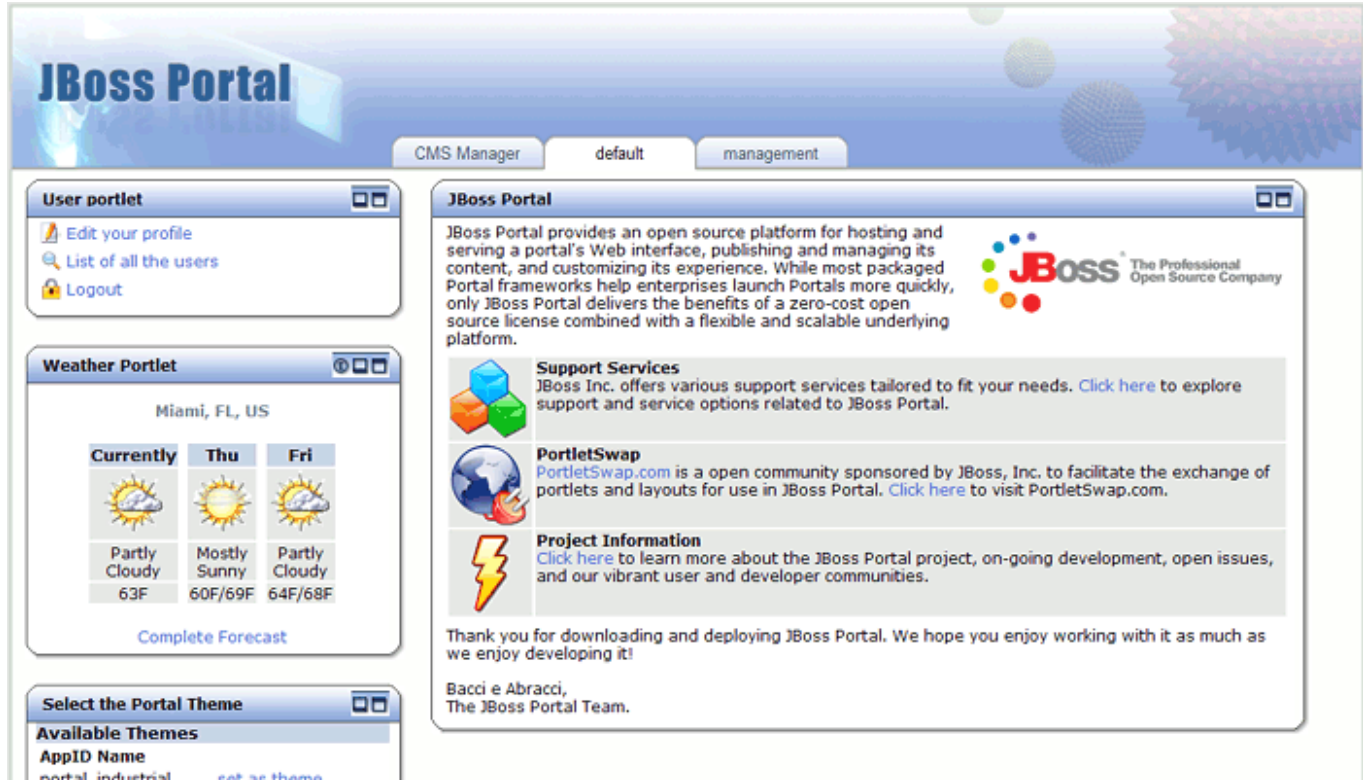 JBoss Portal
CMS Manager default management
User portlet
Edit your profile
List of all the users
Logout
Weather Portlet
Miami, FL, US
Currently Thu Fri
Partly Mostly Partly
Cloudy Sunny Cloudy
63F 60F/69F 64F/68F
Complete Forecast
Select the Portal Theme
Available Themes
AppID Name
portal industrial set as theme
JBoss Portal
JBoss Portal provides an open source platform for hosting and
serving a portal's Web interface, publishing and managing its
content, and customizing its experience. While most packaged
Portal frameworks help enterprises launch Portals more quickly,
only JBoss Portal delivers the benefits of a zero-cost open
source license combined with a flexible and scalable underlying
platform.
JBoss The Professional
Open Source Company
Support Services
JBoss Inc. offers various support services tailored to fit your needs. Click here to explore
support and service options related to JBoss Portal.
PortletSwap
PortletSwap.com is a open community sponsored by JBoss, Inc. to facilitate the exchange of
portlets and layouts for use in JBoss Portal. Click here to visit PortletSwap.com.
Project Information
Click here to learn more about the JBoss Portal project, on-going development, open issues,
and our vibrant user and developer communities.
Thank you for downloading and deploying JBoss Portal. We hope you enjoy working with it as much as
we enjoy developing it!
Bacci e Abracci,
The JBoss Portal Team.